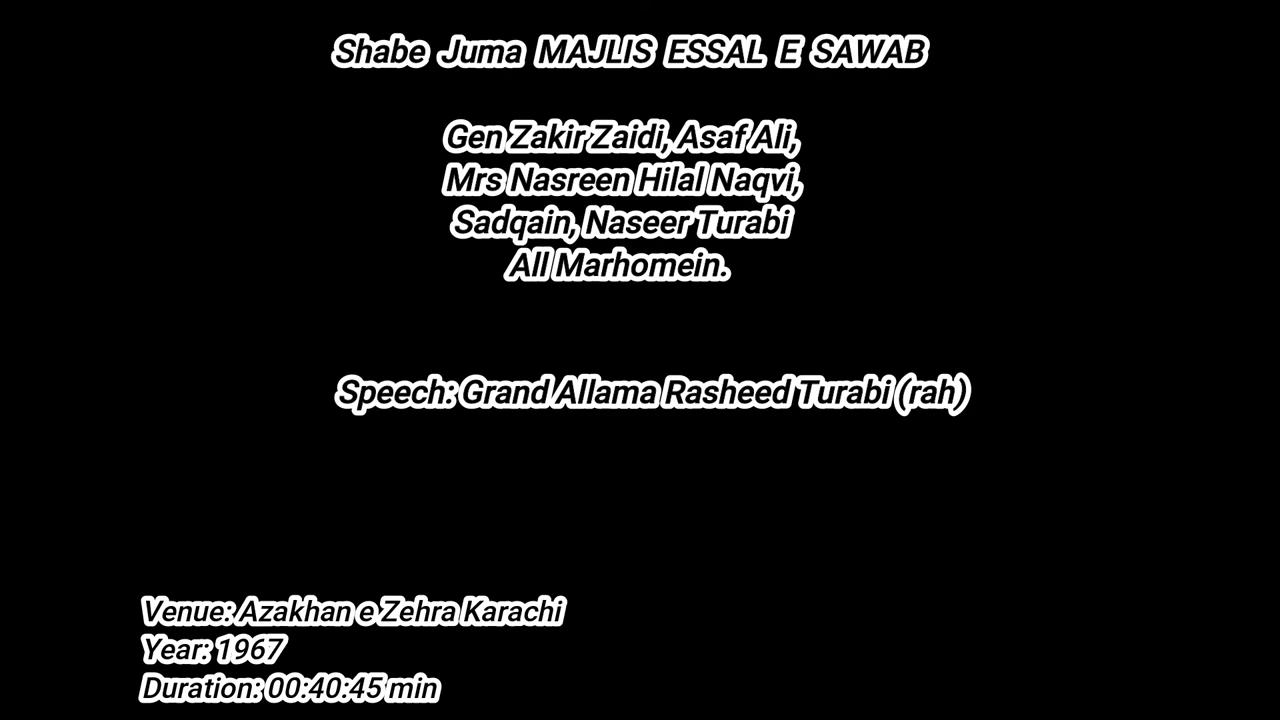 Shabe Juma MAJLIS ESSAL E SAWAB
Gen Zakir Zaidi, Asaf Ali,
Mrs Nasreen Hilal Naqvi,
Sadqain, Naseer Turabi
All Marhomein.
Speech: Grand Allama Rasheed Turabi (rah)
Venue: Azakhan e Zehra Karachi
Year: 1967
Duration: 00:40:45 min